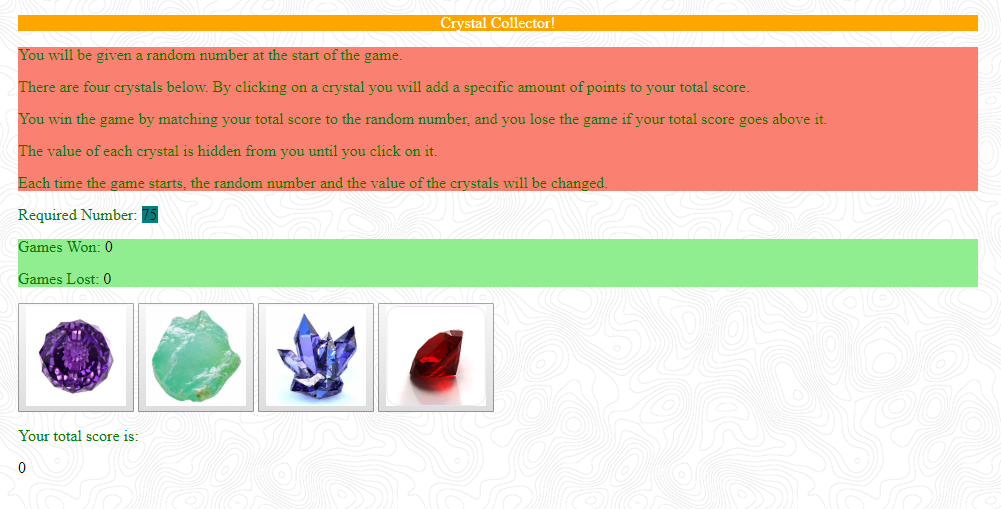 Crystal Collector!
You will be given a random number at the start of the game.
There are four crystals below. By clicking on a crystal you will add a specific amount of points to your total score.
You win the game by matching your total score to the random number, and you lose the game if your total score goes above it.
The value of each crystal is hidden from you until you click on it.
Each time the game starts, the random number and the value of the crystals will be changed.
Required Number: 75
Games Won: 0
Games Lost: 0
Your total score is:
0